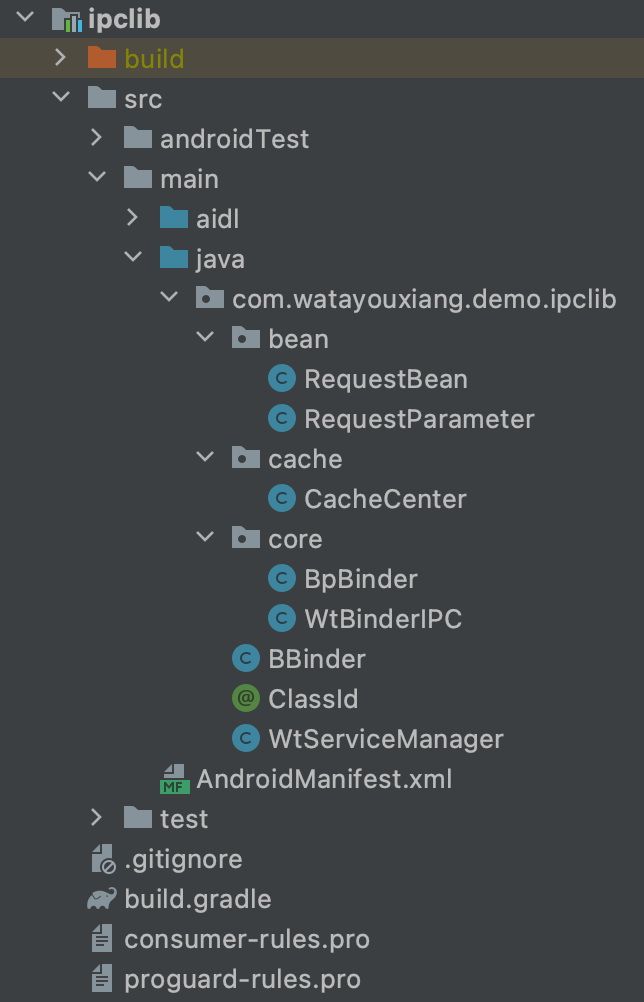 ipclib
build
src
androidTest
main
aidl
java
com.watayouxiang.demo.ipclib
bean
C RequestBean
C RequestParameter
cache
C CacheCenter
core
C BpBinder
C WtBinderIPC
C BBinder
@ ClassId
C WtServiceManager
MF AndroidManifest.xml
test
.gitignore
build.gradle
consumer-rules.pro
proguard-rules.pro